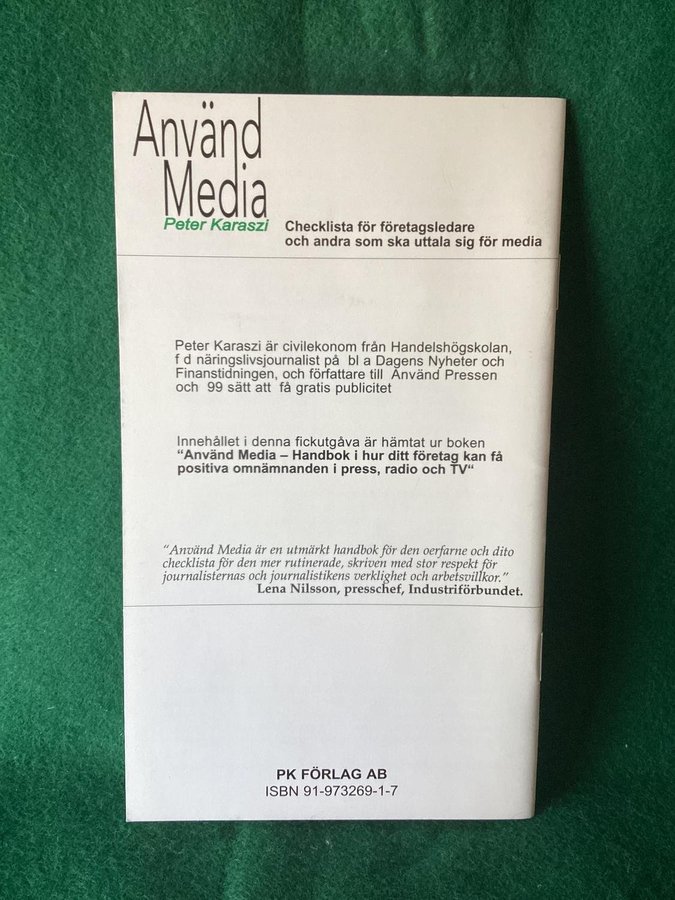 Använd
Media
Peter Karaszi
Checklista för företagsledare
och andra som ska uttala sig för media
Peter Karaszi är civilekonom från Handelshögskolan,
f d näringslivsjournalist på bl a Dagens Nyheter och
Finanstidningen, och författare till Använd Pressen
och 99 sätt att få gratis publicitet
Innehållet i denna fickutgåva är hämtat ur boken
“Använd Media – Handbok i hur ditt företag kan få
positiva omnämnanden i press, radio och TV“
“Använd Media är en utmärkt handbok för den oerfarne och dito
checklista för den mer rutinerade, skriven med stor respekt för
journalisternas och journalistikens verklighet och arbetsvillkor.”
Lena Nilsson, presschef, Industriförbundet.
PK FÖRLAG AB
ISBN 91-973269-1-7